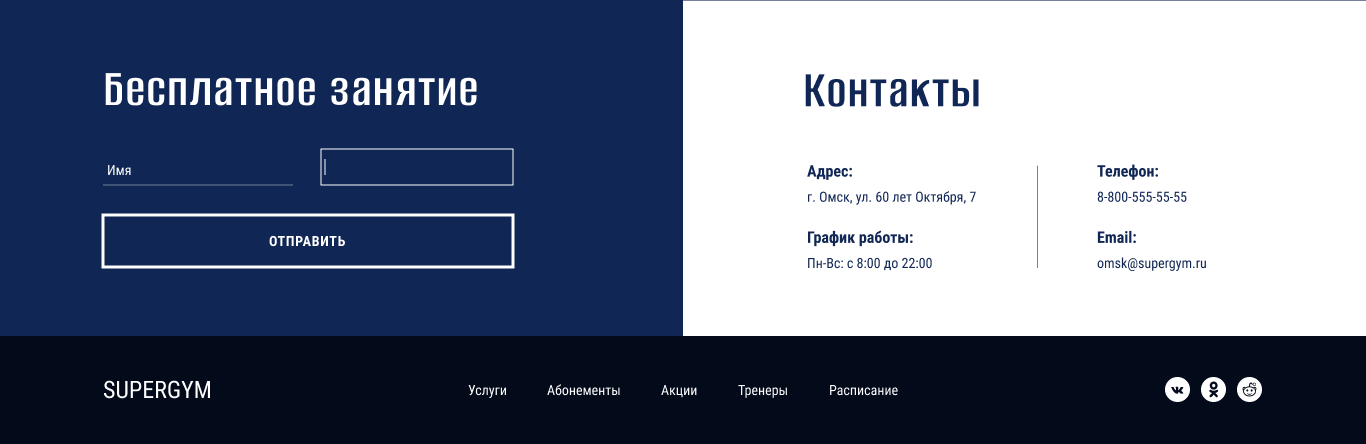 Бесплатное занятие
Имя
ОТПРАВИТЬ
Контакты
Адрес:
г. Омск, ул. 60 лет Октября, 7
График работы:
Пн-Вс: с 8:00 до 22:00
Телефон:
8-800-555-55-55
Email:
omsk@supergym.ru
SUPERGYM
Услуги Абонементы Акции Тренеры Расписание